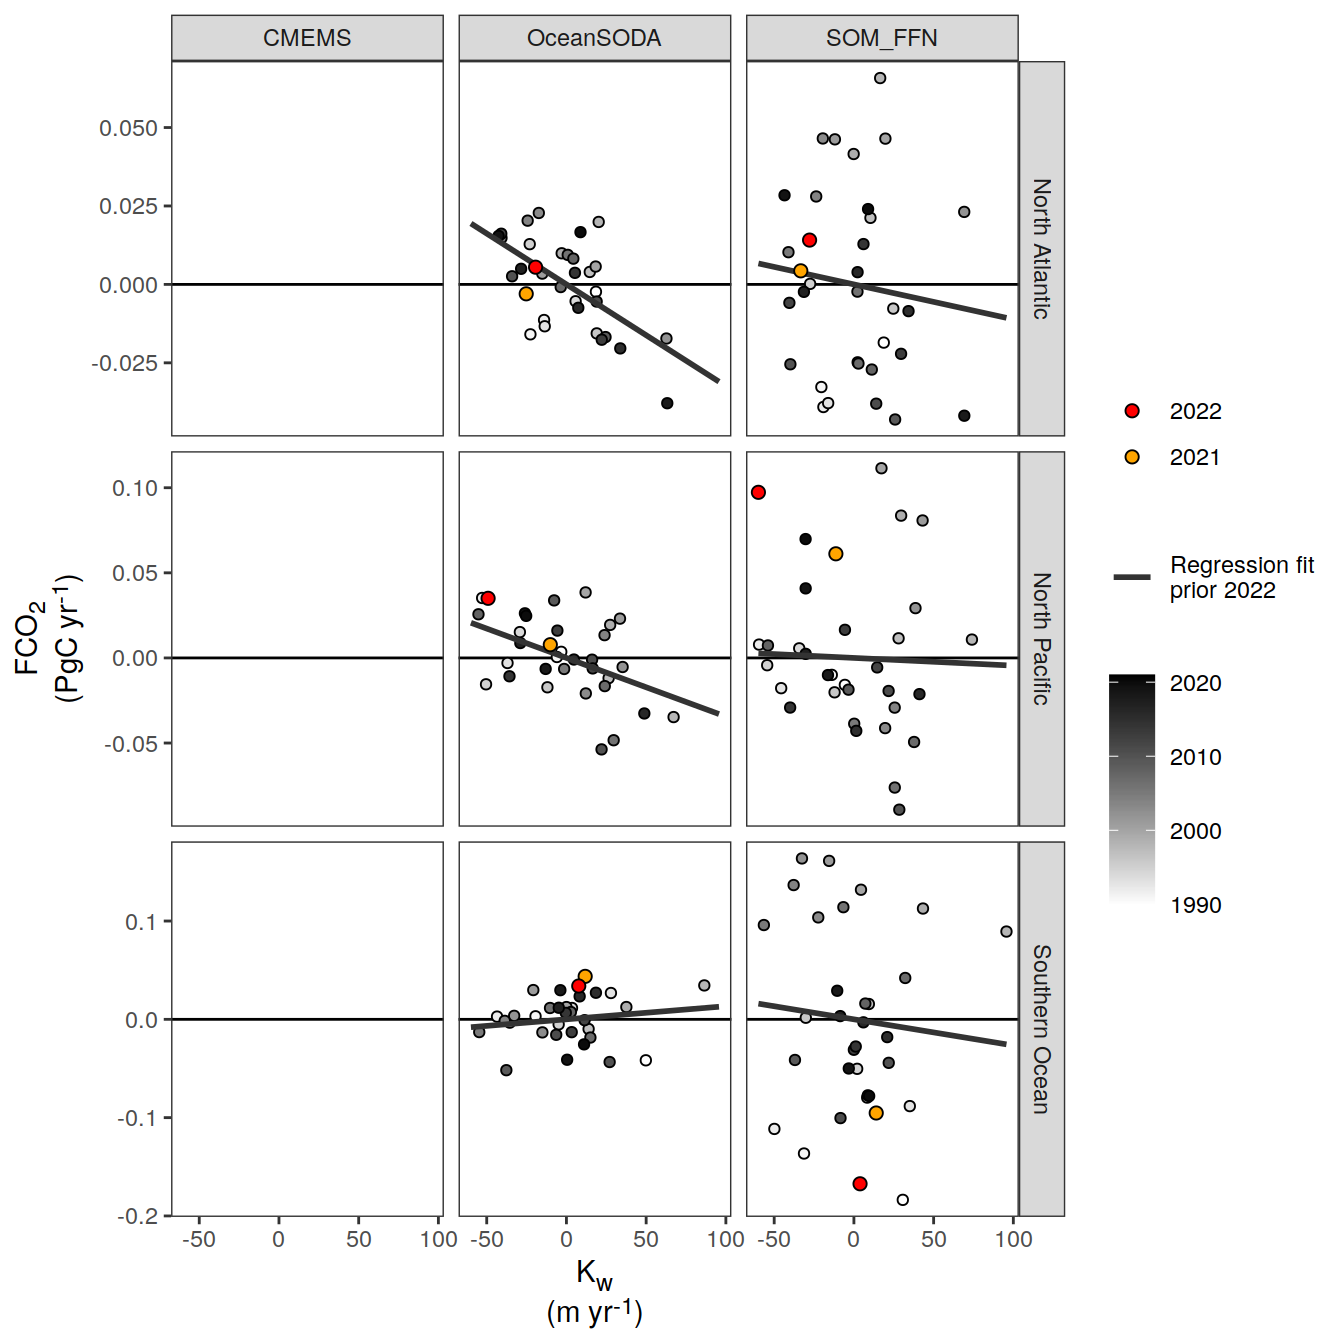 CMEMS
OceanSODA
SOM_FFN
0.050
0.025
0.000
-0.025
North Atlantic
0.10
0.05
0.00
-0.05
North Pacific
0.1
0.0
-0.1
-0.2
Southern Ocean
FCO2
(PgC yr-1)
-50 0 50 100
-50 0 50 100
-50 0 50 100
Kw
(m yr-1)
2022
2021
Regression fit
prior 2022
2020
2010
2000
1990